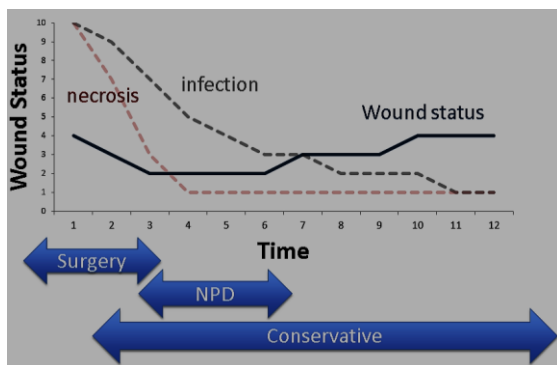 Wound Status
10
9
8
7
6
5
4
3
2
1
0
necrosis
infection
Wound status
1 2 3 4 5 6 7 8 9 10 11 12
Time
Surgery
NPD
Conservative